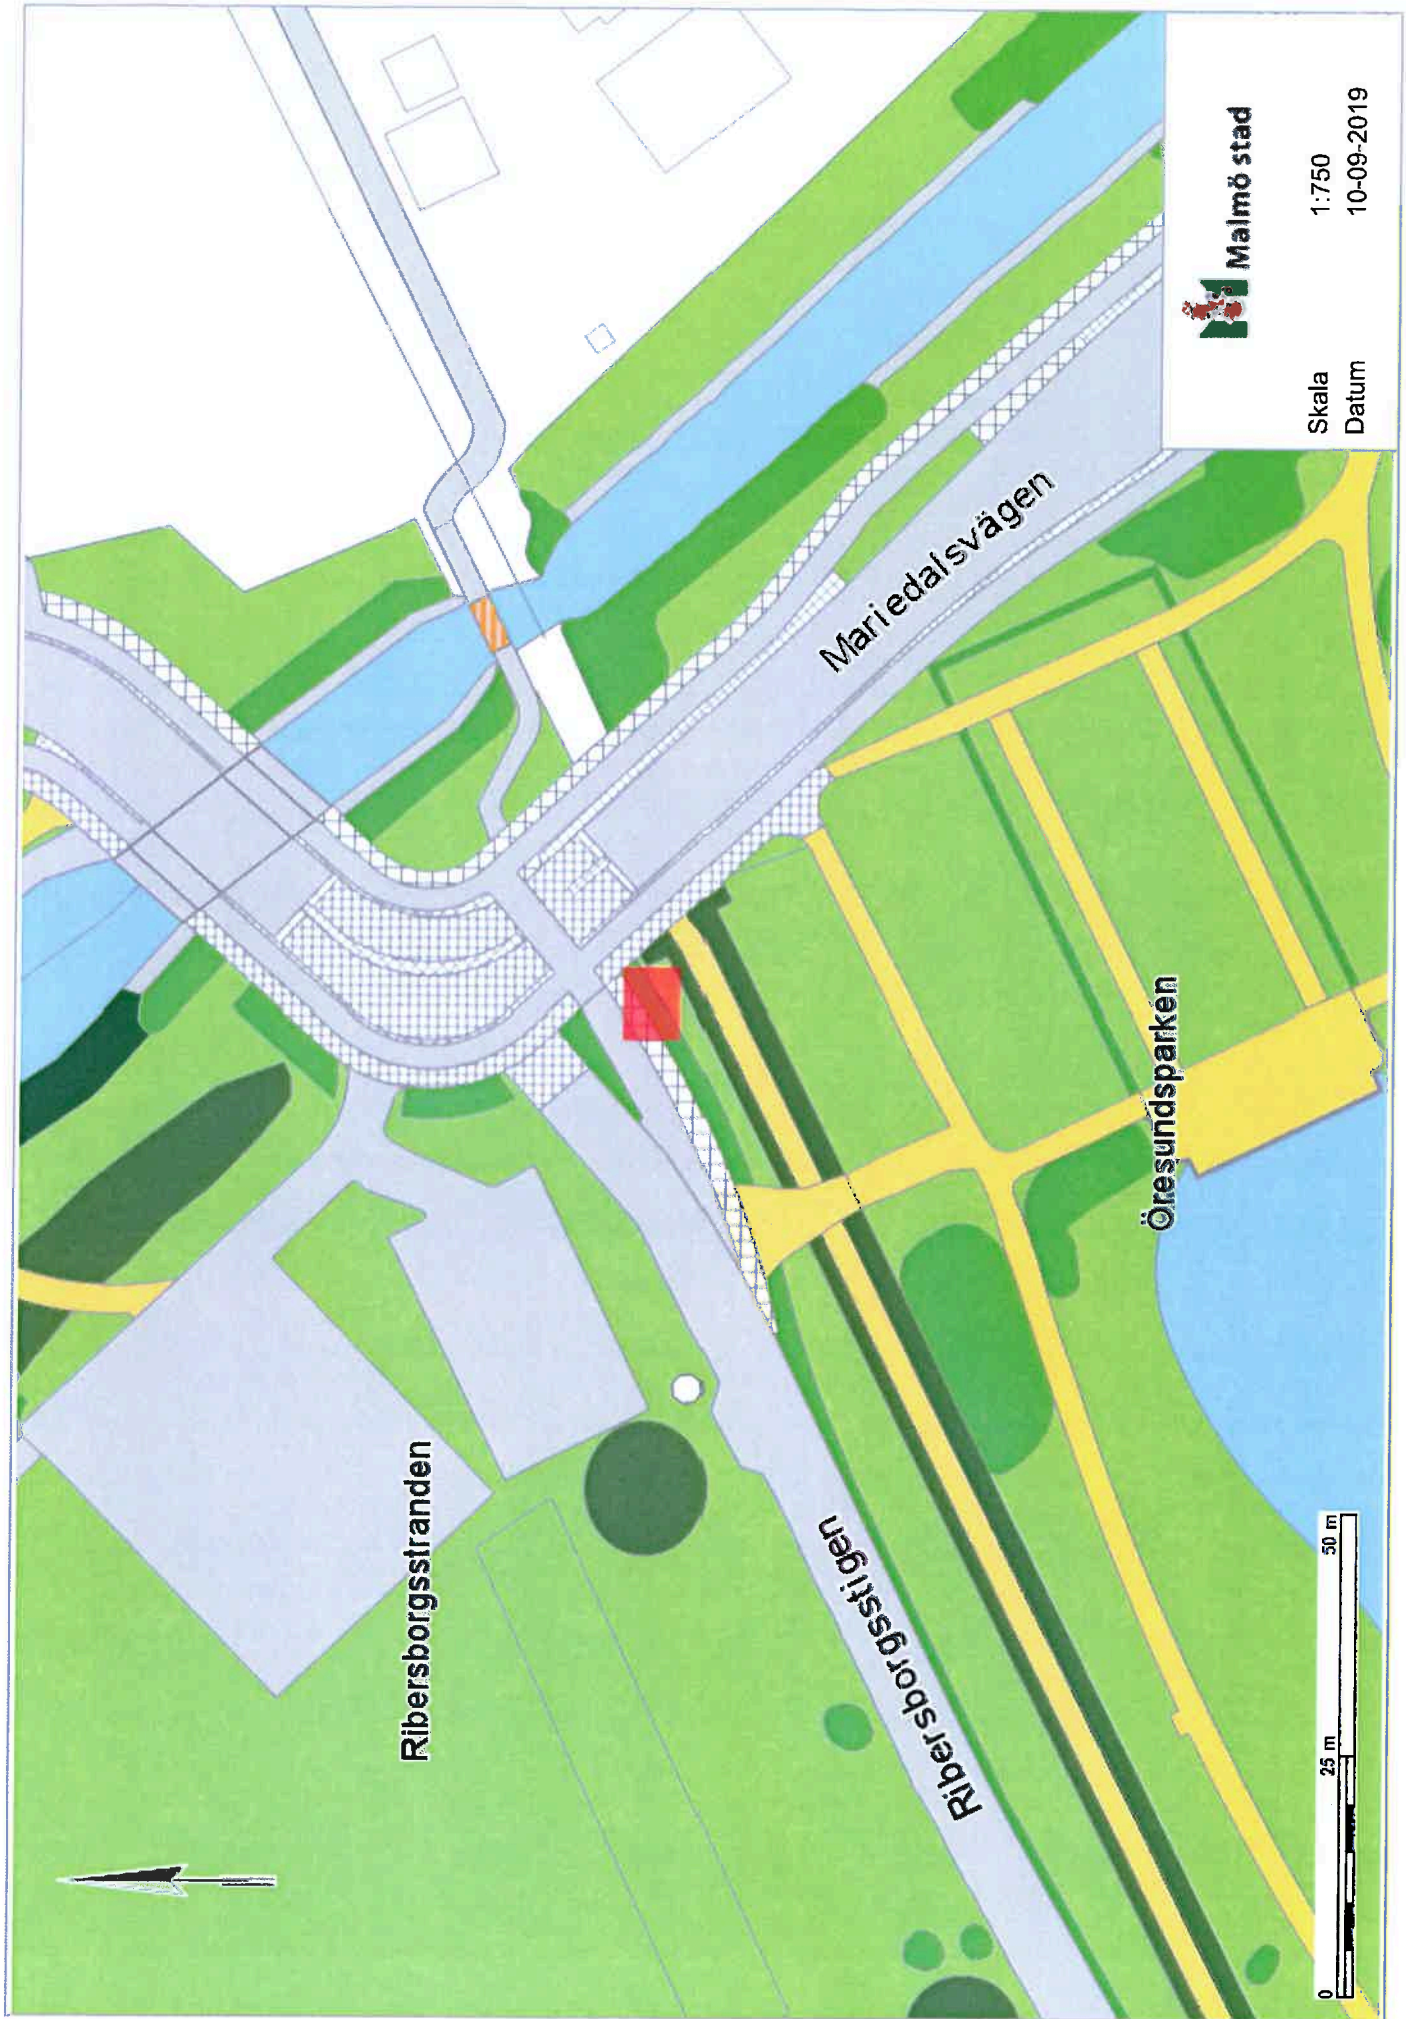 Ribersborgsstranden
Ribersborgsstigen
Mariedalsvägen
Öresundsparken
0 25 m 50 m
Malmö stad
Skala 1:750
Datum 10-09-2019